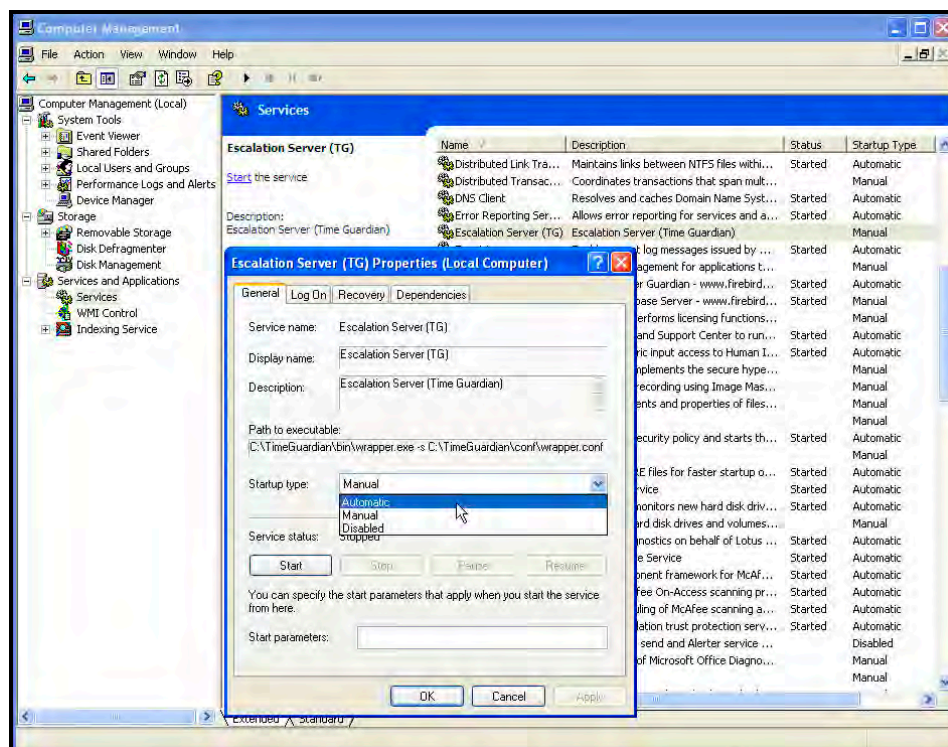 Computer Management
File Action View Window Help
Computer Management (Local)
System Tools
Event Viewer
Shared Folders
Local Users and Groups
Performance Logs and Alerts
Device Manager
Storage
Removable Storage
Disk Defragmenter
Disk Management
Services and Applications
Services
WMI Control
Indexing Service
Services
Escalation Server (TG)
Start the service
Description:
Escalation Server (Time Guardian)
Name Description Status Startup Type
Distributed Link Tra... Maintains links between NTFS files withi... Started Automatic
Distributed Transac... Coordinates transactions that span mult... Manual
DNS Client Resolves and caches Domain Name Syst... Started Automatic
Error Reporting Ser... Allows error reporting for services and a... Started Automatic
Escalation Server (TG) Escalation Server (Time Guardian) Manual
t log messages issued by ... Started Automatic
agement for applications t... Manual
r Guardian - www.firebird... Started Automatic
ase Server - www.firebird... Started Manual
erforms licensing functions... Manual
and Support Center to run... Started Automatic
ric input access to Human I... Started Automatic
mplements the secure hype... Manual
recording using Image Mas... Manual
ents and properties of files... Manual
Manual
ecurity policy and starts th... Started Automatic
Manual
RE files for faster startup o... Started Automatic
rvice Started Automatic
monitors new hard disk driv... Started Automatic
ard disk drives and volumes... Manual
gnostics on behalf of Lotus ... Started Automatic
e Service Started Automatic
onent framework for McAf... Started Automatic
fee On-Access scanning pr... Started Automatic
uling of McAfee scanning a... Started Automatic
lation trust protection serv... Started Automatic
send and Alerter service ... Disabled
of Microsoft Office Diagno... Manual
Manual
Escalation Server (TG) Properties (Local Computer)
General Log On Recovery Dependencies
Service name: Escalation Server (TG)
Display name: Escalation Server (TG)
Description: Escalation Server (Time Guardian)
Path to executable:
C:\TimeGuardian\bin\wrapper.exe -s C:\TimeGuardian\conf\wrapper.conf
Startup type: Manual
Automatic
Manual
Disabled
Service status: Stopped
Start Stop Pause Resume
You can specify the start parameters that apply when you start the service
from here.
Start parameters:
OK Cancel Apply
Extended Standard